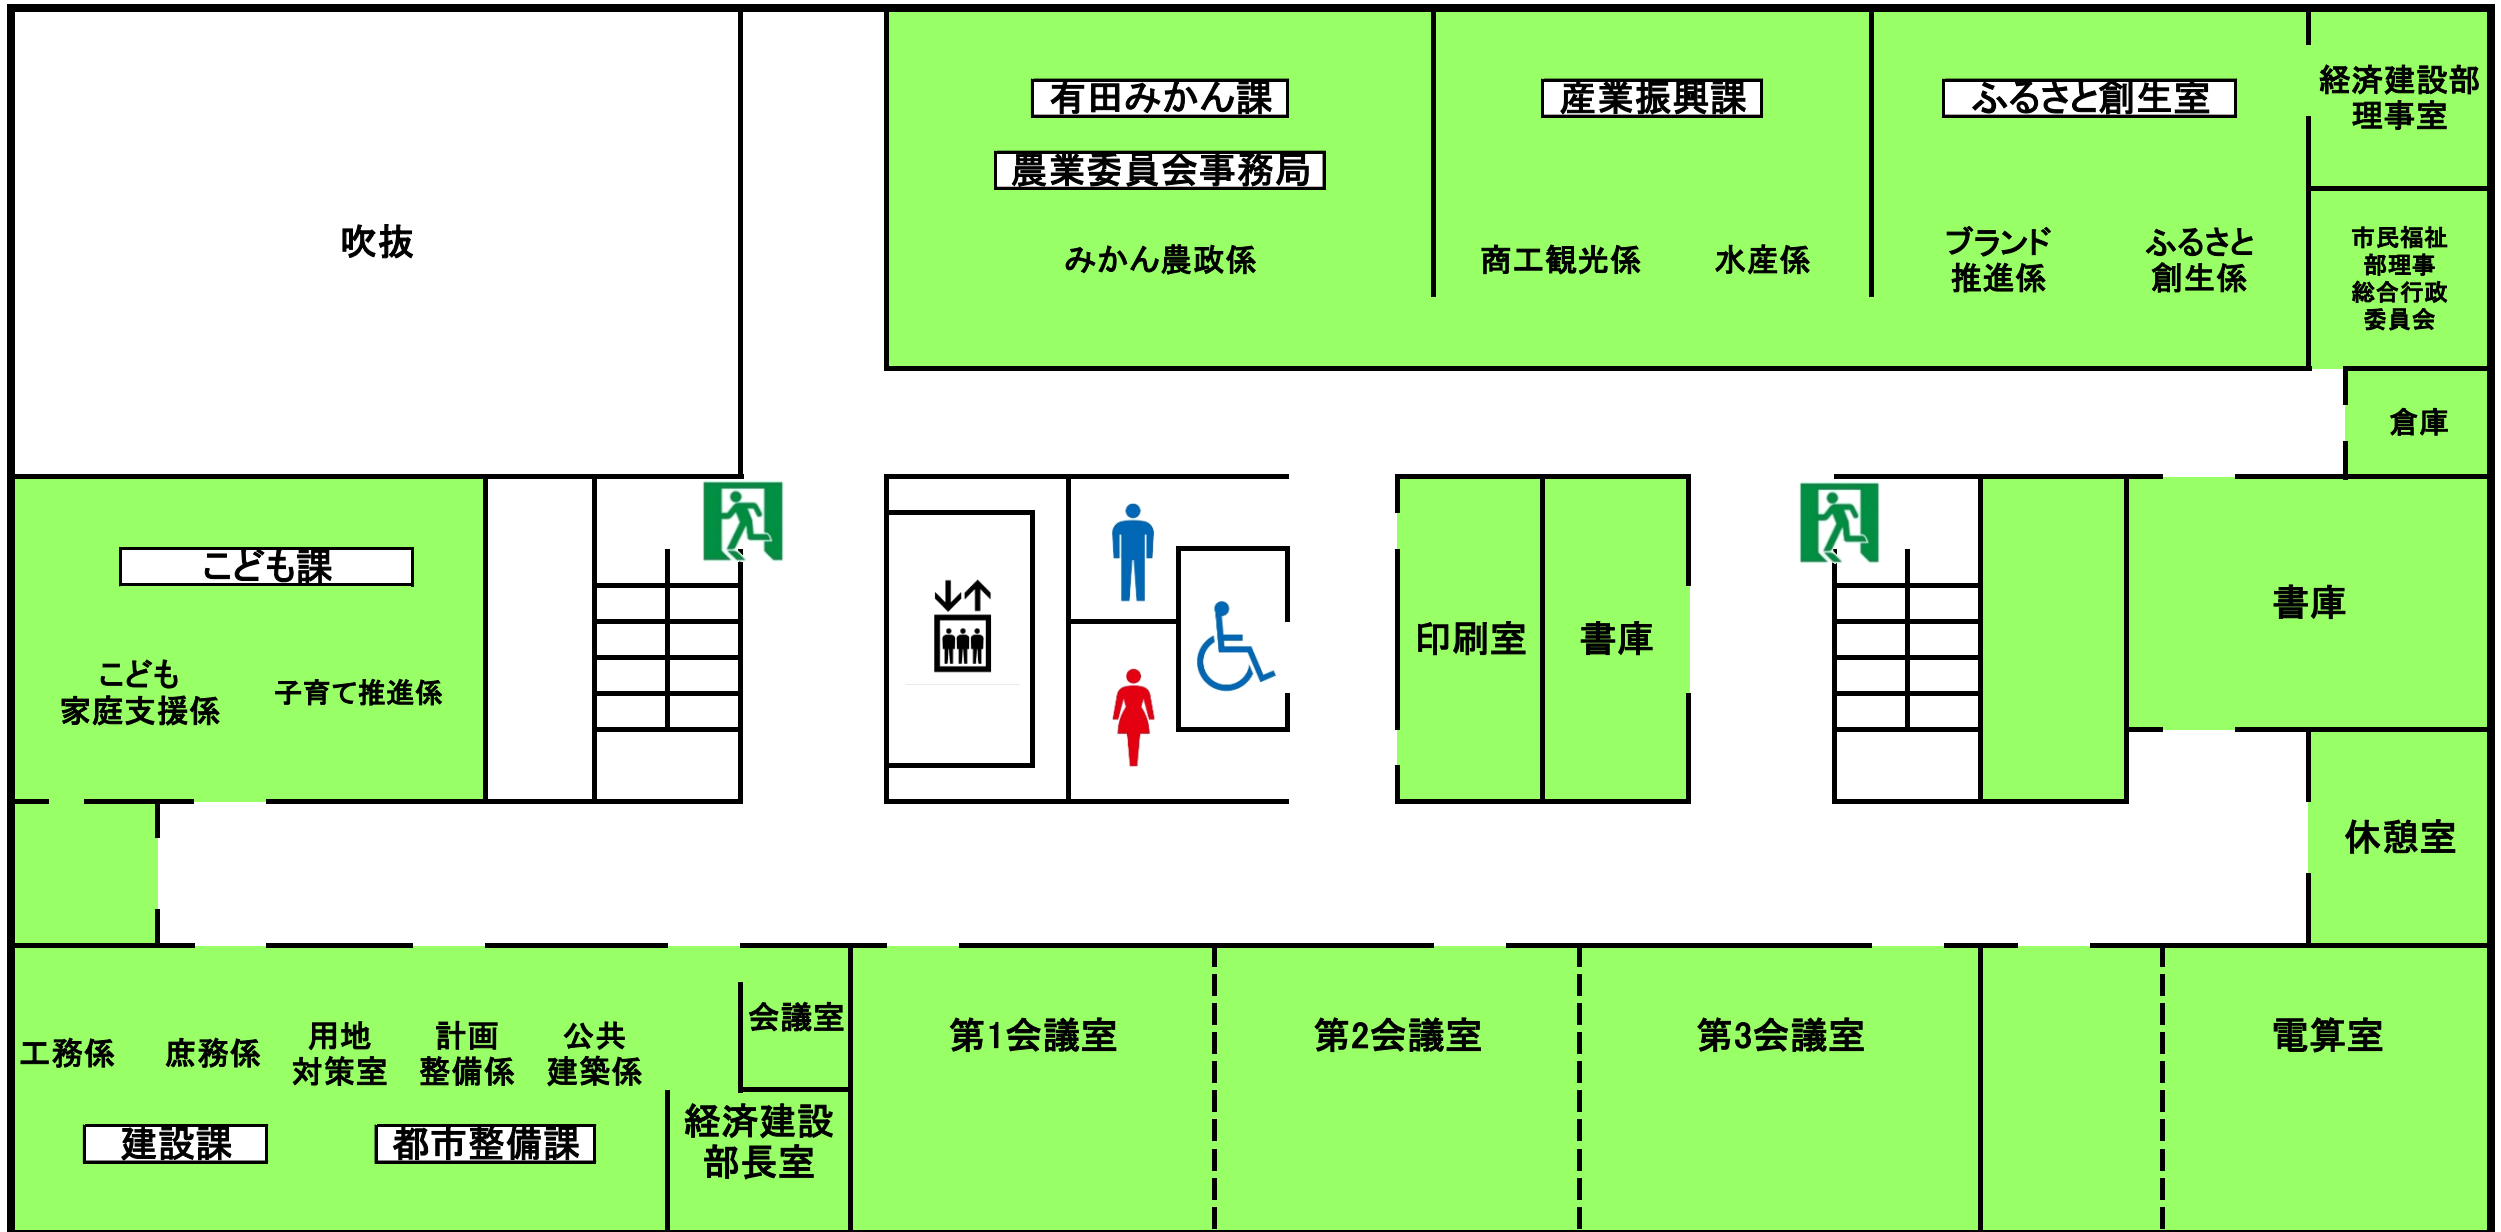 有田みかん課
農業委員会事務局
みかん農政係
産業振興課
商工観光係
水産係
ふるさと創生室
ブランド
推進係
ふるさと
創生係
経済建設部
理事室
市民福祉
部理事
総合行政
委員会
吹抜
倉庫
こども課
こども
家庭支援係
子育て推進係
印刷室
書庫
書庫
休憩室
工務係
庶務係
用地
対策室
計画
整備係
公共
建築係
建設課
都市整備課
会議室
経済建設
部長室
第1会議室
第2会議室
第3会議室
電算室